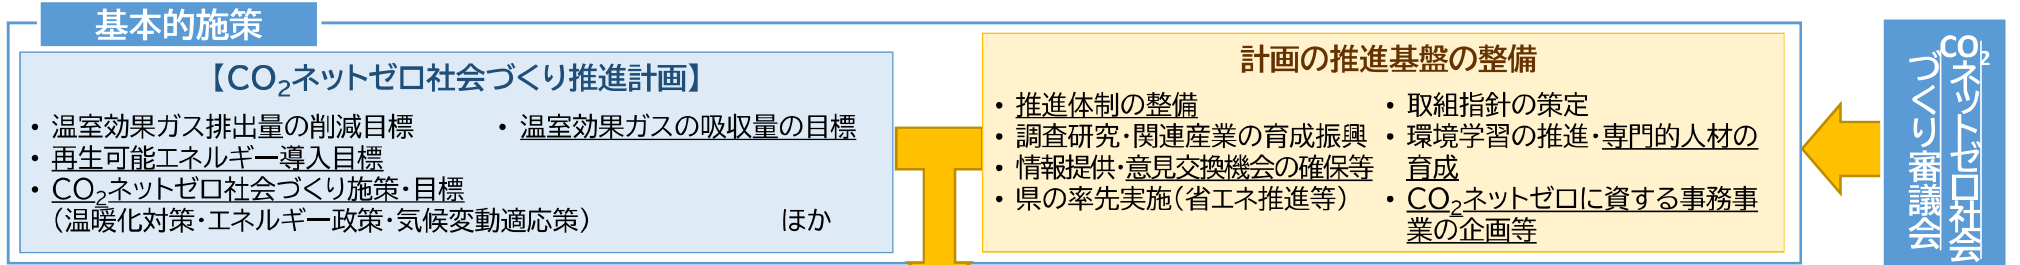 基本的施策
【CO₂ネットゼロ社会づくり推進計画】
• 温室効果ガス排出量の削減目標
• 温室効果ガスの吸収量の目標
• 再生可能エネルギー導入目標
• CO₂ネットゼロ社会づくり施策・目標
（温暖化対策・エネルギー政策・気候変動適応策）
ほか
計画の推進基盤の整備
• 推進体制の整備
• 調査研究・関連産業の育成振興
• 情報提供・意見交換機会の確保等
• 県の率先実施（省エネ推進等）
• 取組指針の策定
• 環境学習の推進・専門的人材の
育成
• CO₂ネットゼロに資する事務事
業の企画等
CO₂ネットゼロ社会
づくり審議会